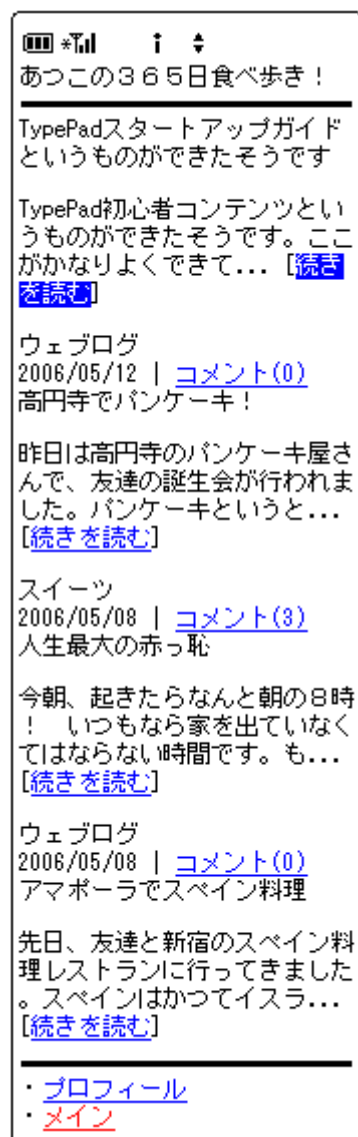 あつこの３６５日食べ歩き！
TypePadスタートアップガイド
というものができたそうです
TypePad初心者コンテンツとい
うものができたそうです。ここ
がかなりよくできて... [続き
を読む]
ウェブログ
2006/05/12 | コメント(0)
高円寺でパンケーキ！
昨日は高円寺のパンケーキ屋さ
んで、友達の誕生会が行われま
した。パンケーキというと...
[続きを読む]
スイーツ
2006/05/08 | コメント(3)
人生最大の赤っ恥
今朝、起きたらなんと朝の８時
！　いつもなら家を出ていなく
てはならない時間です。も...
[続きを読む]
ウェブログ
2006/05/08 | コメント(0)
アマポーラでスペイン料理
先日、友達と新宿のスペイン料
理レストランに行ってきました
。スペインはかつてイスラ...
[続きを読む]
・プロフィール
・メイン